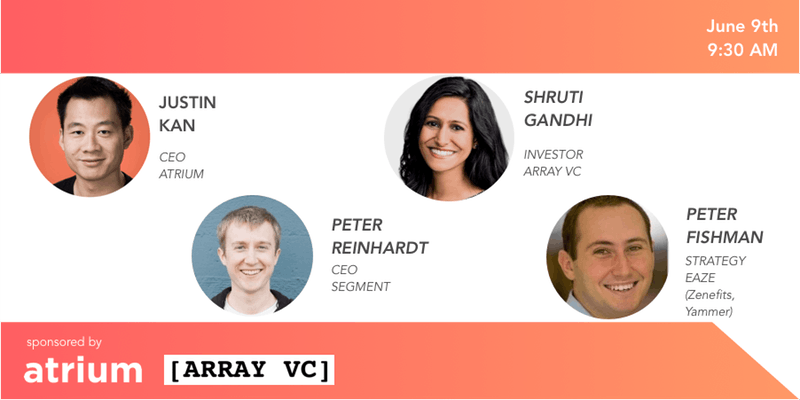 June 9th
9:30 AM
JUSTIN
KAN
CEO
ATRIUM
SHRUTI
GANDHI
INVESTOR
ARRAY VC
PETER
REINHARDT
CEO
SEGMENT
PETER
FISHMAN
STRATEGY
EAZE
(Zenefits,
Yammer)
sponsored by
atrium
[ARRAY VC]